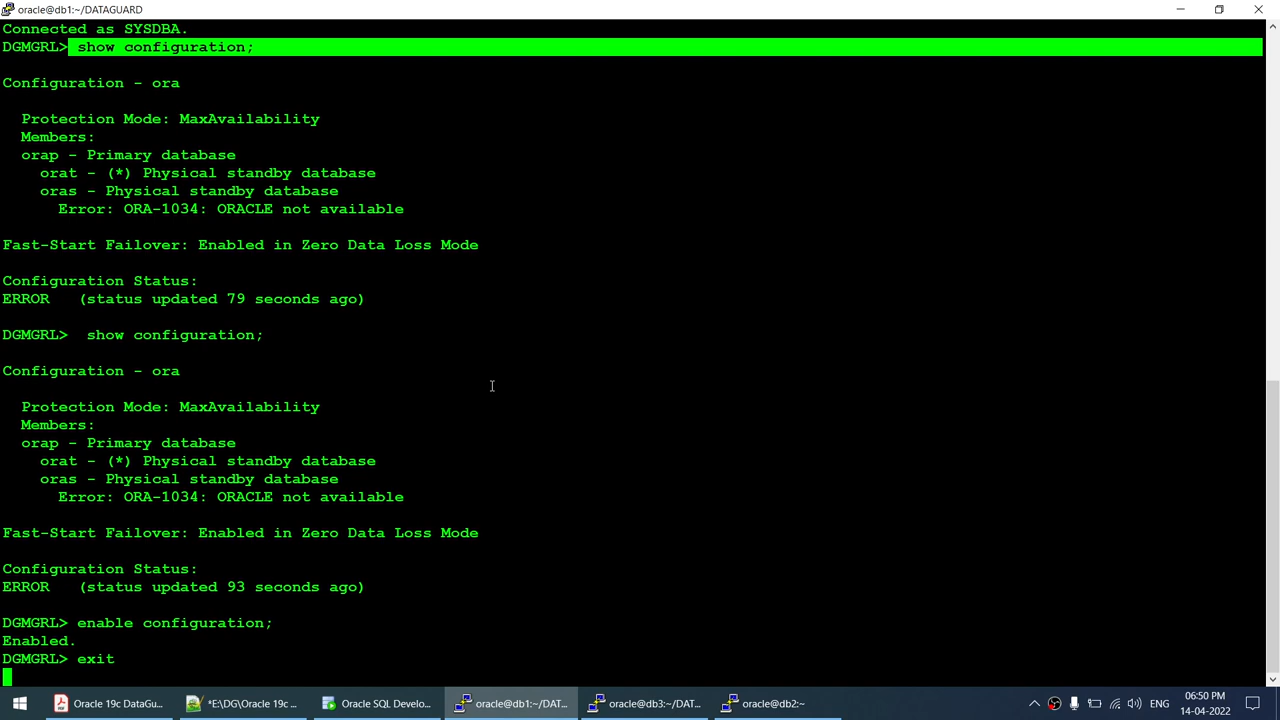 oracle@db1:~/DATAGUARD
Connected as SYSDBA.
DGMGRL> show configuration;
Configuration - ora
Protection Mode: MaxAvailability
Members:
orap - Primary database
orat - (*) Physical standby database
oras - Physical standby database
Error: ORA-1034: ORACLE not available
Fast-Start Failover: Enabled in Zero Data Loss Mode
Configuration Status:
ERROR (status updated 79 seconds ago)
DGMGRL> show configuration;
Configuration - ora
Protection Mode: MaxAvailability
Members:
orap - Primary database
orat - (*) Physical standby database
oras - Physical standby database
Error: ORA-1034: ORACLE not available
Fast-Start Failover: Enabled in Zero Data Loss Mode
Configuration Status:
ERROR (status updated 93 seconds ago)
DGMGRL> enable configuration;
Enabled.
DGMGRL> exit
Oracle 19c DataGu...
*E\DG\Oracle 19c ...
Oracle SQL Develo...
oracle@db1:~/DAT...
oracle@db3:~/DAT...
oracle@db2:~
ENG
06:50 PM
14-04-2022